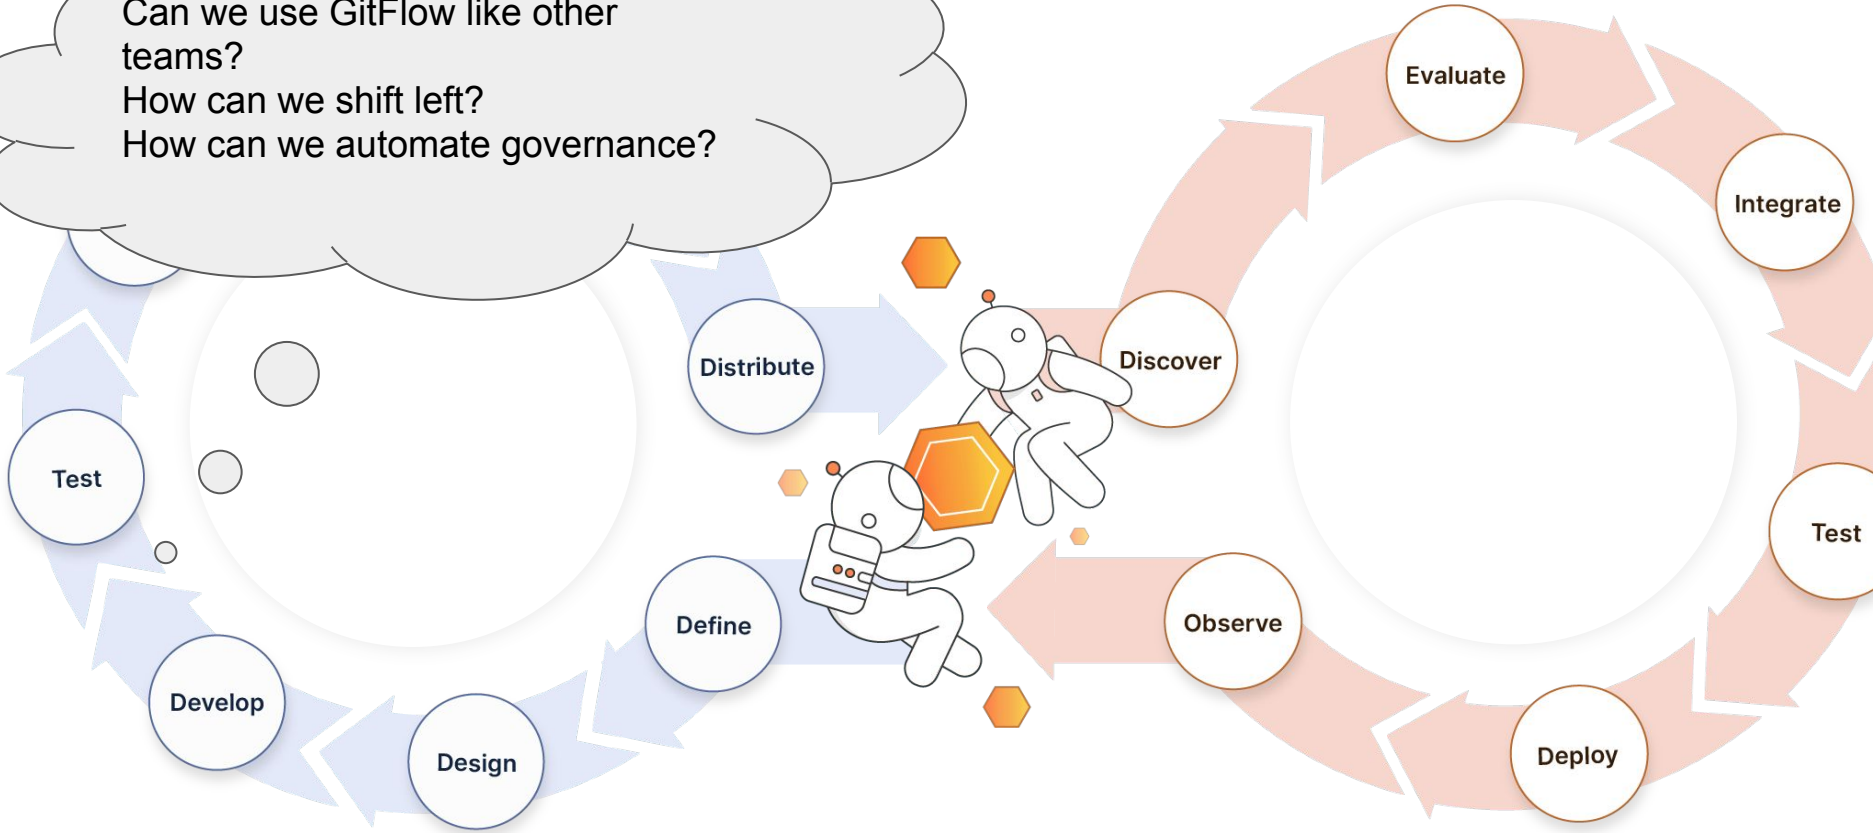 Can we use GitFlow like other
teams?
How can we shift left?
How can we automate governance?
Evaluate
Integrate
Distribute
Discover
Test
Test
Define
Observe
Develop
Design
Deploy